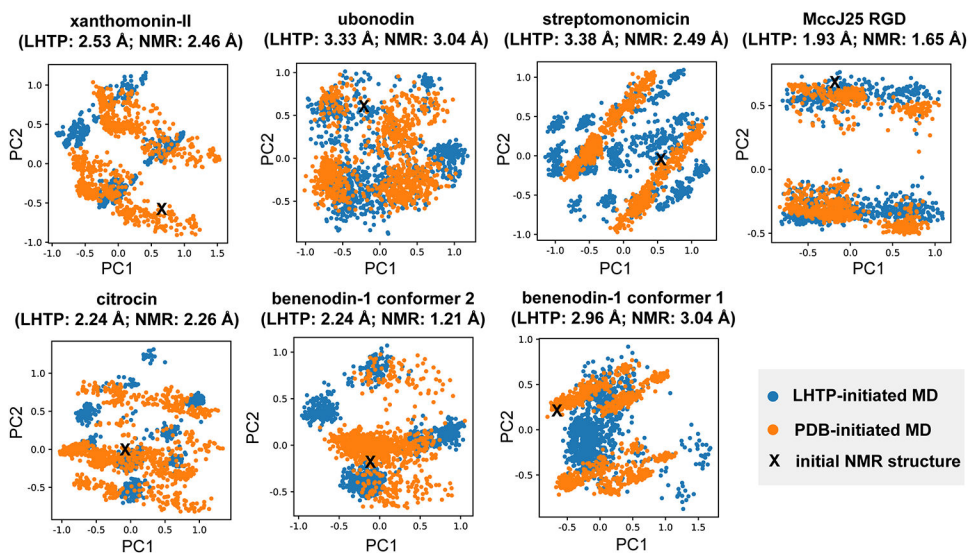 xanthomonin-II
(LHTP: 2.53 Å; NMR: 2.46 Å)
PC2
1.0
0.5
0.0
-0.5
-1.0
-1.0 -0.5 0.0 0.5 1.0 1.5
PC1
ubonodin
(LHTP: 3.33 Å; NMR: 3.04 Å)
PC2
1.0
0.5
0.0
-0.5
-1.0 -0.5 0.0 0.5 1.0
PC1
streptomonomicin
(LHTP: 3.38 Å; NMR: 2.49 Å)
PC2
1.0
0.5
0.0
-0.5
-1.0
-1.0 -0.5 0.0 0.5 1.0
PC1
MccJ25 RGD
(LHTP: 1.93 Å; NMR: 1.65 Å)
PC2
0.5
0.0
-0.5
-0.5 0.0 0.5 1.0
PC1
citrocin
(LHTP: 2.24 Å; NMR: 2.26 Å)
PC2
1.0
0.5
0.0
-0.5
-1.0 -0.5 0.0 0.5 1.0
PC1
benenodin-1 conformer 2
(LHTP: 2.24 Å; NMR: 1.21 Å)
PC2
1.0
0.5
0.0
-0.5
-1.0 -0.5 0.0 0.5 1.0
PC1
benenodin-1 conformer 1
(LHTP: 2.96 Å; NMR: 3.04 Å)
PC2
1.0
0.5
0.0
-0.5
-0.5 0.0 0.5 1.0 1.5
PC1
LHTP-initiated MD
PDB-initiated MD
X initial NMR structure